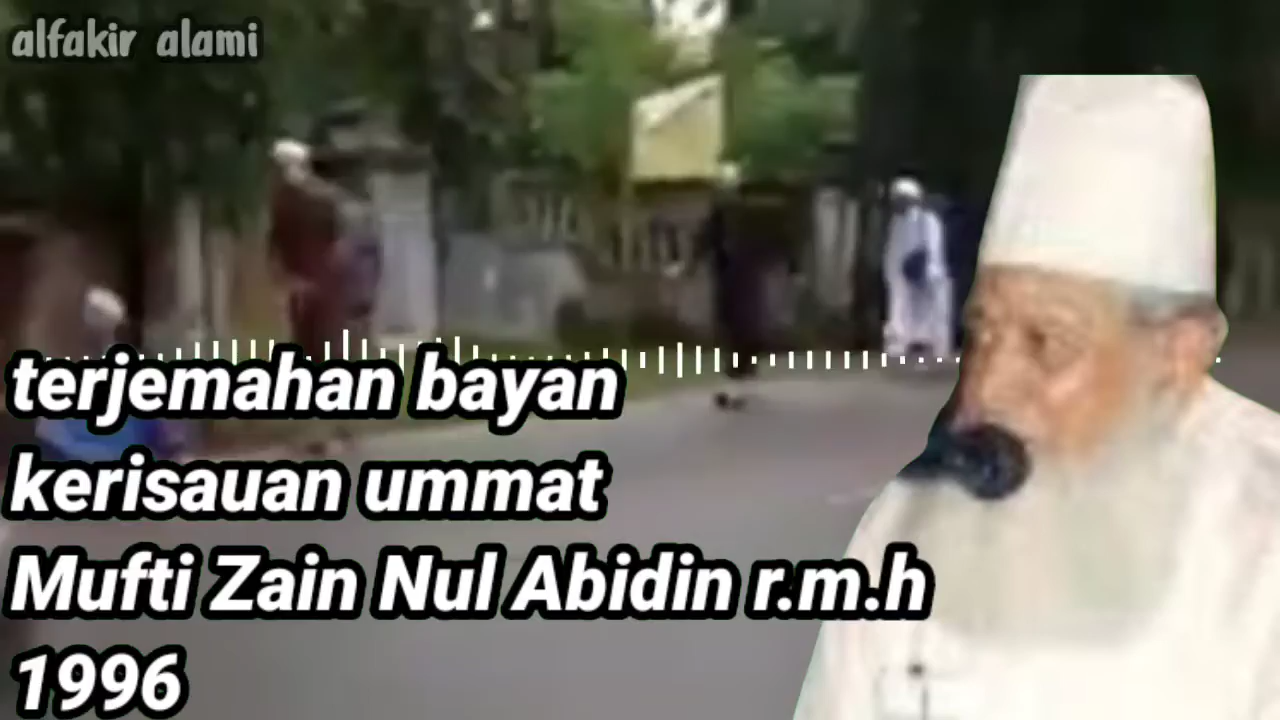 alfakir alami
terjemahan bayan
kerisauan ummat
Mufti Zain Nul Abidin r.m.h
1996